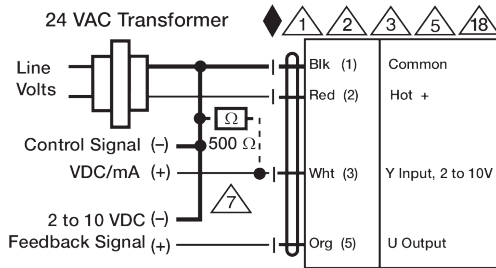 24 VAC Transformer
1 2 3 5 18
Line Volts
Blk (1) Common
Red (2) Hot +
Ω
500 Ω
Control Signal (−)
VDC/mA (+)
Wht (3) Y Input, 2 to 10V
7
2 to 10 VDC (−)
Feedback Signal (+)
Org (5) U Output